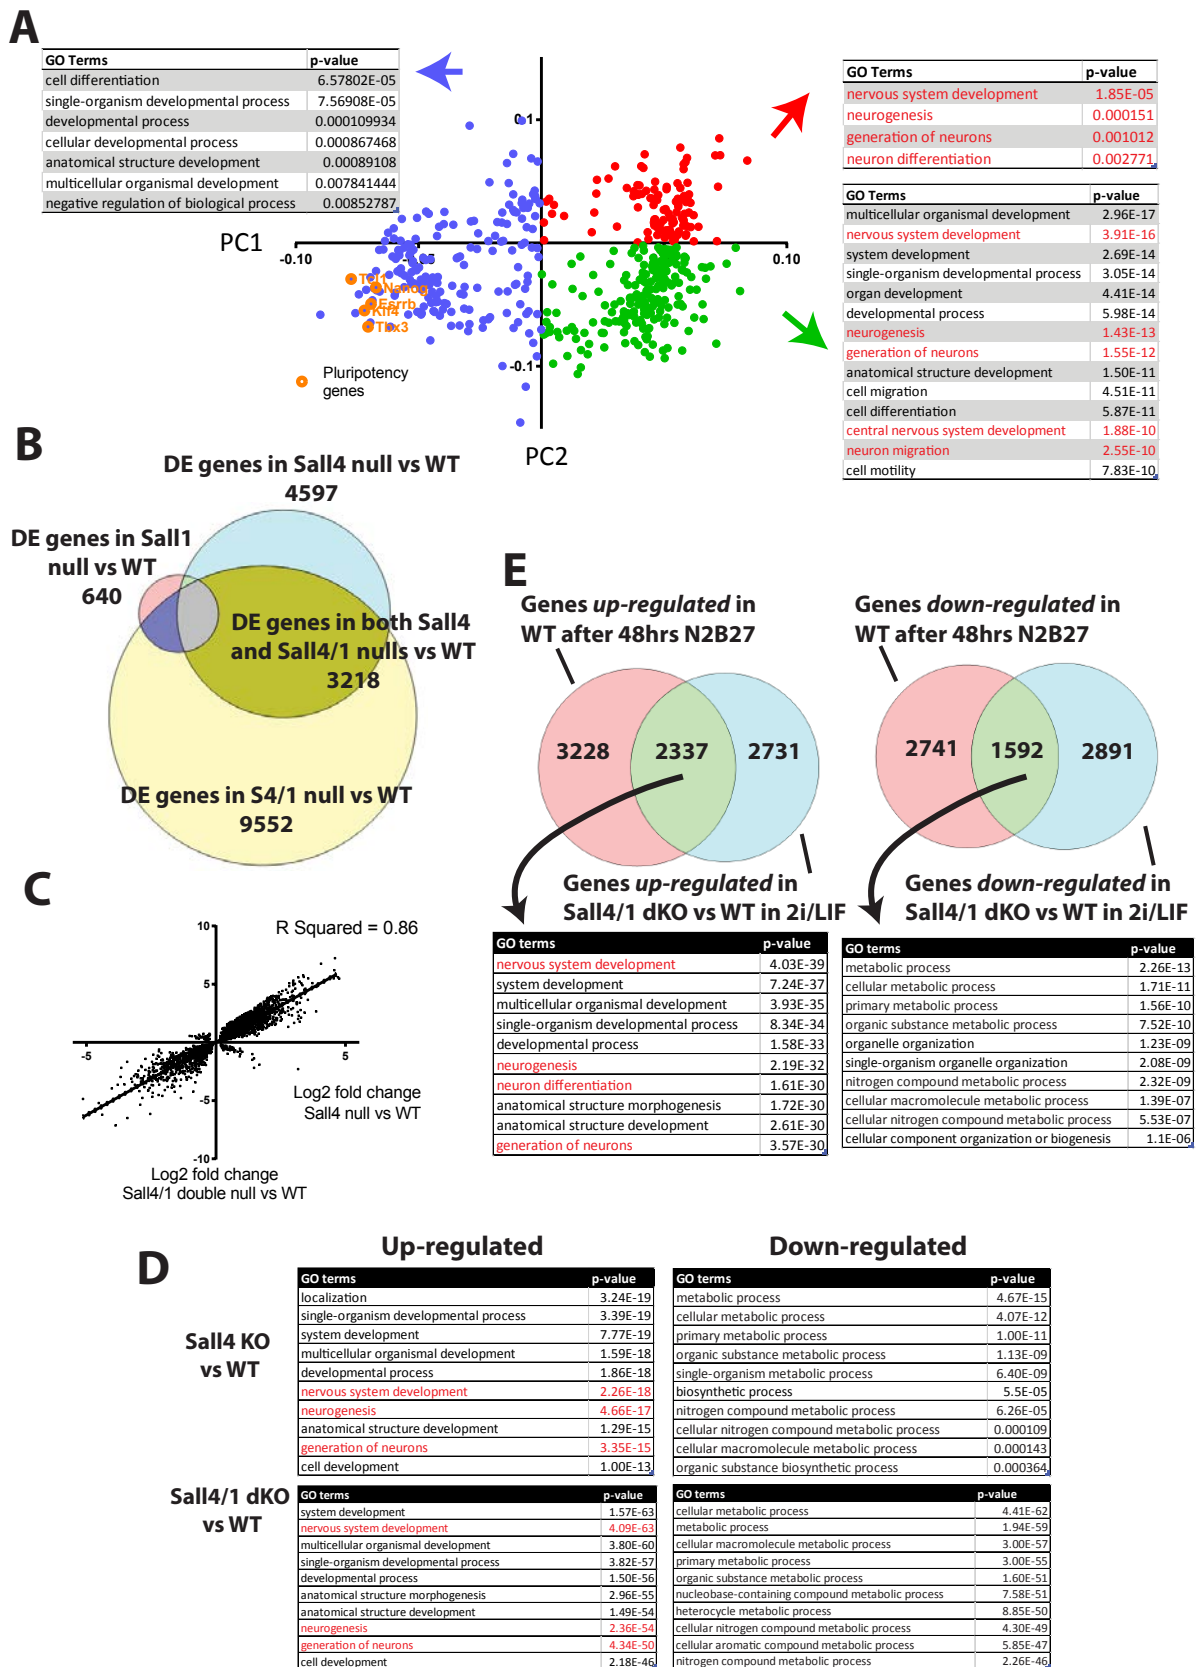 A
GO Terms p-value
cell differentiation 6.57802E-05
single-organism developmental process 7.56908E-05
developmental process 0.000109934
cellular developmental process 0.000867468
anatomical structure development 0.00089108
multicellular organismal development 0.007841444
negative regulation of biological process 0.00852787
0.1
PC1
-0.10
-0.05
0.10
-0.1
PC2
Tcl1
Nanog
Esrrb
Klf4
Tbx3
Pluripotency
genes
GO Terms p-value
nervous system development 1.85E-05
neurogenesis 0.000151
generation of neurons 0.001012
neuron differentiation 0.002771
GO Terms p-value
multicellular organismal development 2.96E-17
nervous system development 3.91E-16
system development 2.69E-14
single-organism developmental process 3.05E-14
organ development 4.41E-14
developmental process 5.98E-14
neurogenesis 1.43E-13
generation of neurons 1.55E-12
anatomical structure development 1.50E-11
cell migration 4.51E-11
cell differentiation 5.87E-11
central nervous system development 1.88E-10
neuron migration 2.55E-10
cell motility 7.83E-10
B
DE genes in Sall4 null vs WT
4597
DE genes in Sall1
null vs WT
640
DE genes in both Sall4
and Sall4/1 nulls vs WT
3218
DE genes in S4/1 null vs WT
9552
C
R Squared = 0.86
10
5
-5
5
-5
-10
Log2 fold change
Sall4 null vs WT
Log2 fold change
Sall4/1 double null vs WT
E
Genes up-regulated in
WT after 48hrs N2B27
3228 2337 2731
Genes up-regulated in
Sall4/1 dKO vs WT in 2i/LIF
GO terms p-value
nervous system development 4.03E-39
system development 7.24E-37
multicellular organismal development 3.93E-35
single-organism developmental process 8.34E-34
developmental process 1.58E-33
neurogenesis 2.19E-32
neuron differentiation 1.61E-30
anatomical structure morphogenesis 1.72E-30
anatomical structure development 2.61E-30
generation of neurons 3.57E-30
Genes down-regulated in
WT after 48hrs N2B27
2741 1592 2891
Genes down-regulated in
Sall4/1 dKO vs WT in 2i/LIF
GO terms p-value
metabolic process 2.26E-13
cellular metabolic process 1.71E-11
primary metabolic process 1.56E-10
organic substance metabolic process 7.52E-10
organelle organization 1.23E-09
single-organism organelle organization 2.08E-09
nitrogen compound metabolic process 2.32E-09
cellular macromolecule metabolic process 1.39E-07
cellular nitrogen compound metabolic process 5.53E-07
cellular component organization or biogenesis 1.1E-06
D
Up-regulated
Down-regulated
Sall4 KO
vs WT
GO terms p-value
localization 3.24E-19
single-organism developmental process 3.39E-19
system development 7.77E-19
multicellular organismal development 1.59E-18
developmental process 1.86E-18
nervous system development 2.26E-18
neurogenesis 4.66E-17
anatomical structure development 1.29E-15
generation of neurons 3.35E-15
cell development 1.00E-13
GO terms p-value
metabolic process 4.67E-15
cellular metabolic process 4.07E-12
primary metabolic process 1.00E-11
organic substance metabolic process 1.13E-09
single-organism metabolic process 6.40E-09
biosynthetic process 5.5E-05
nitrogen compound metabolic process 6.26E-05
cellular nitrogen compound metabolic process 0.000109
cellular macromolecule metabolic process 0.000143
organic substance biosynthetic process 0.000364
Sall4/1 dKO
vs WT
GO terms p-value
system development 1.57E-63
nervous system development 4.09E-63
multicellular organismal development 3.80E-60
single-organism developmental process 3.82E-57
developmental process 1.50E-56
anatomical structure morphogenesis 2.96E-55
anatomical structure development 1.49E-54
neurogenesis 2.36E-54
generation of neurons 4.34E-50
cell development 2.18E-46
GO terms p-value
cellular metabolic process 4.41E-62
metabolic process 1.94E-59
cellular macromolecule metabolic process 3.00E-57
primary metabolic process 3.00E-55
organic substance metabolic process 1.60E-51
nucleobase-containing compound metabolic process 7.58E-51
heterocycle metabolic process 8.85E-50
cellular nitrogen compound metabolic process 4.30E-49
cellular aromatic compound metabolic process 5.85E-47
nitrogen compound metabolic process 2.26E-46